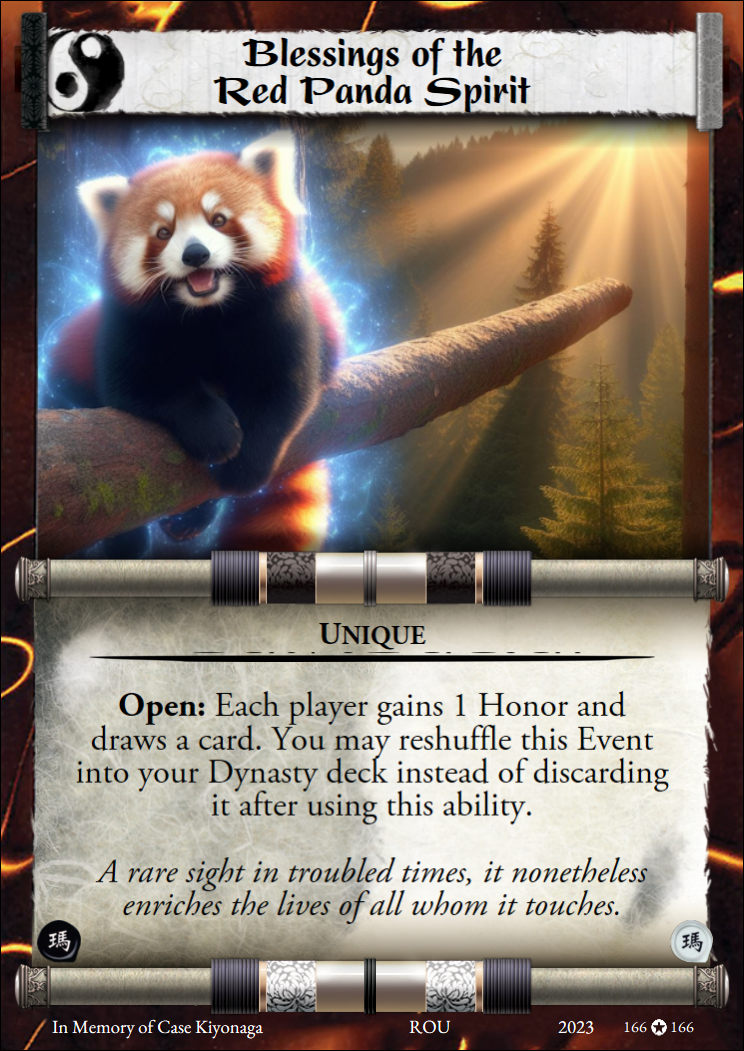 Blessings of the
Red Panda Spirit
UNIQUE
Open: Each player gains 1 Honor and
draws a card. You may reshuffle this Event
into your Dynasty deck instead of discarding
it after using this ability.
A rare sight in troubled times, it nonetheless
enriches the lives of all whom it touches.
瑪 瑪
In Memory of Case Kiyonaga ROU 2023 166 166